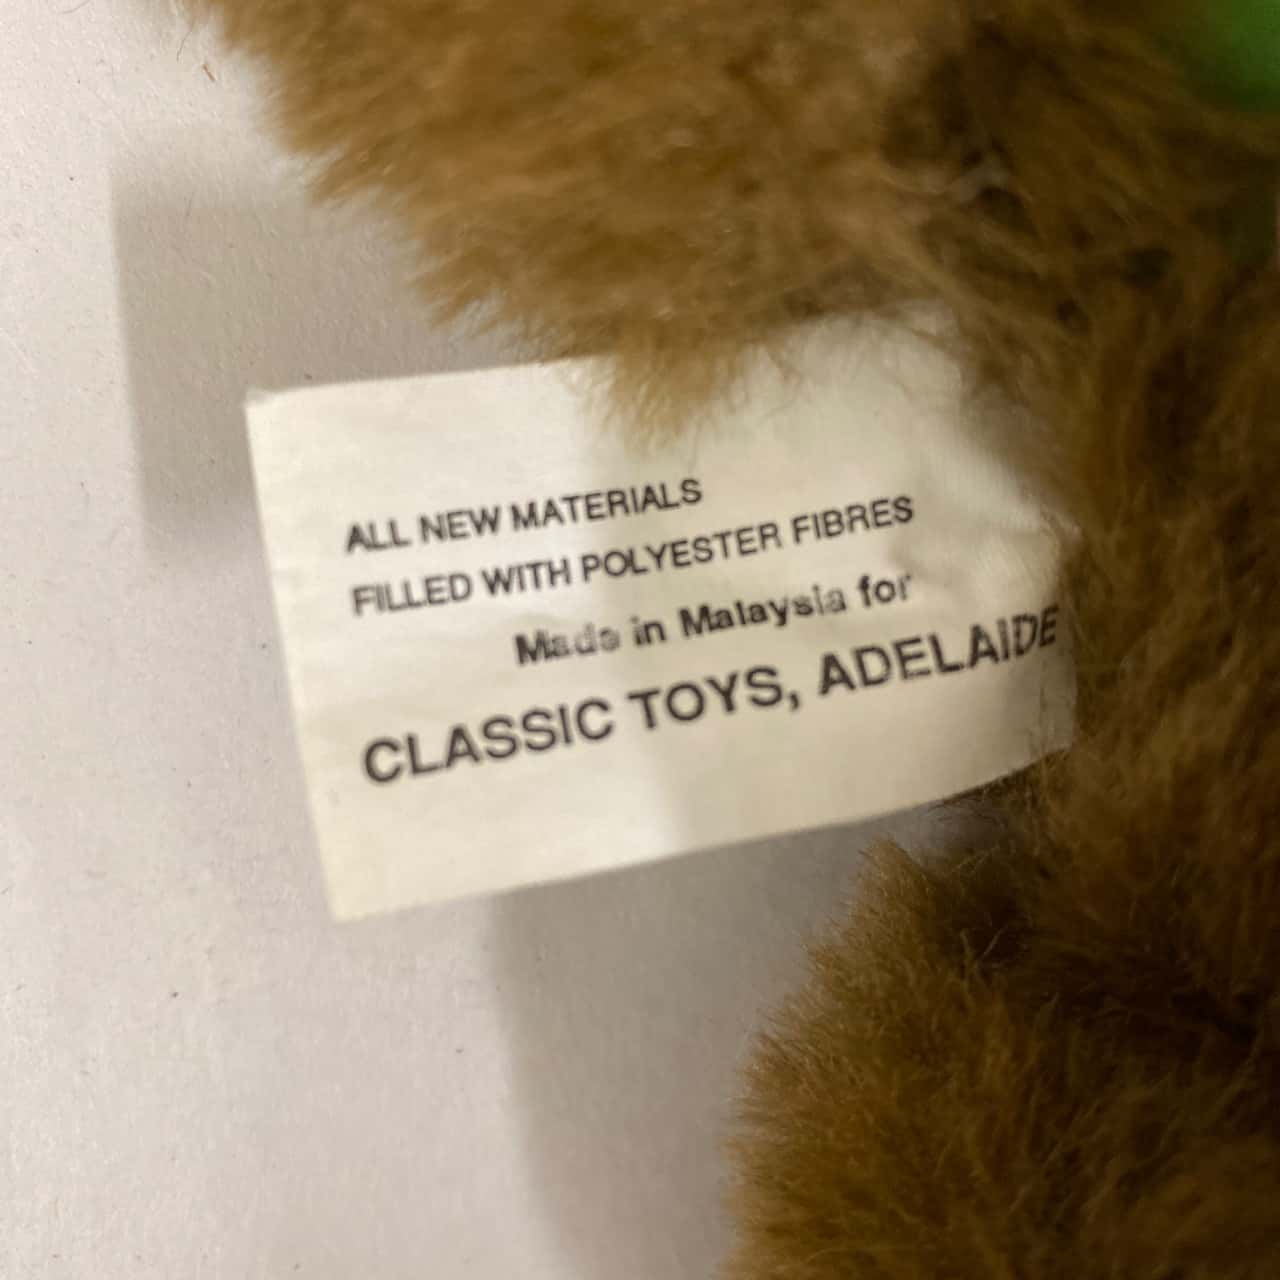 ALL NEW MATERIALS
FILLED WITH POLYESTER FIBRES
Made in Malaysia for
CLASSIC TOYS, ADELAIDE